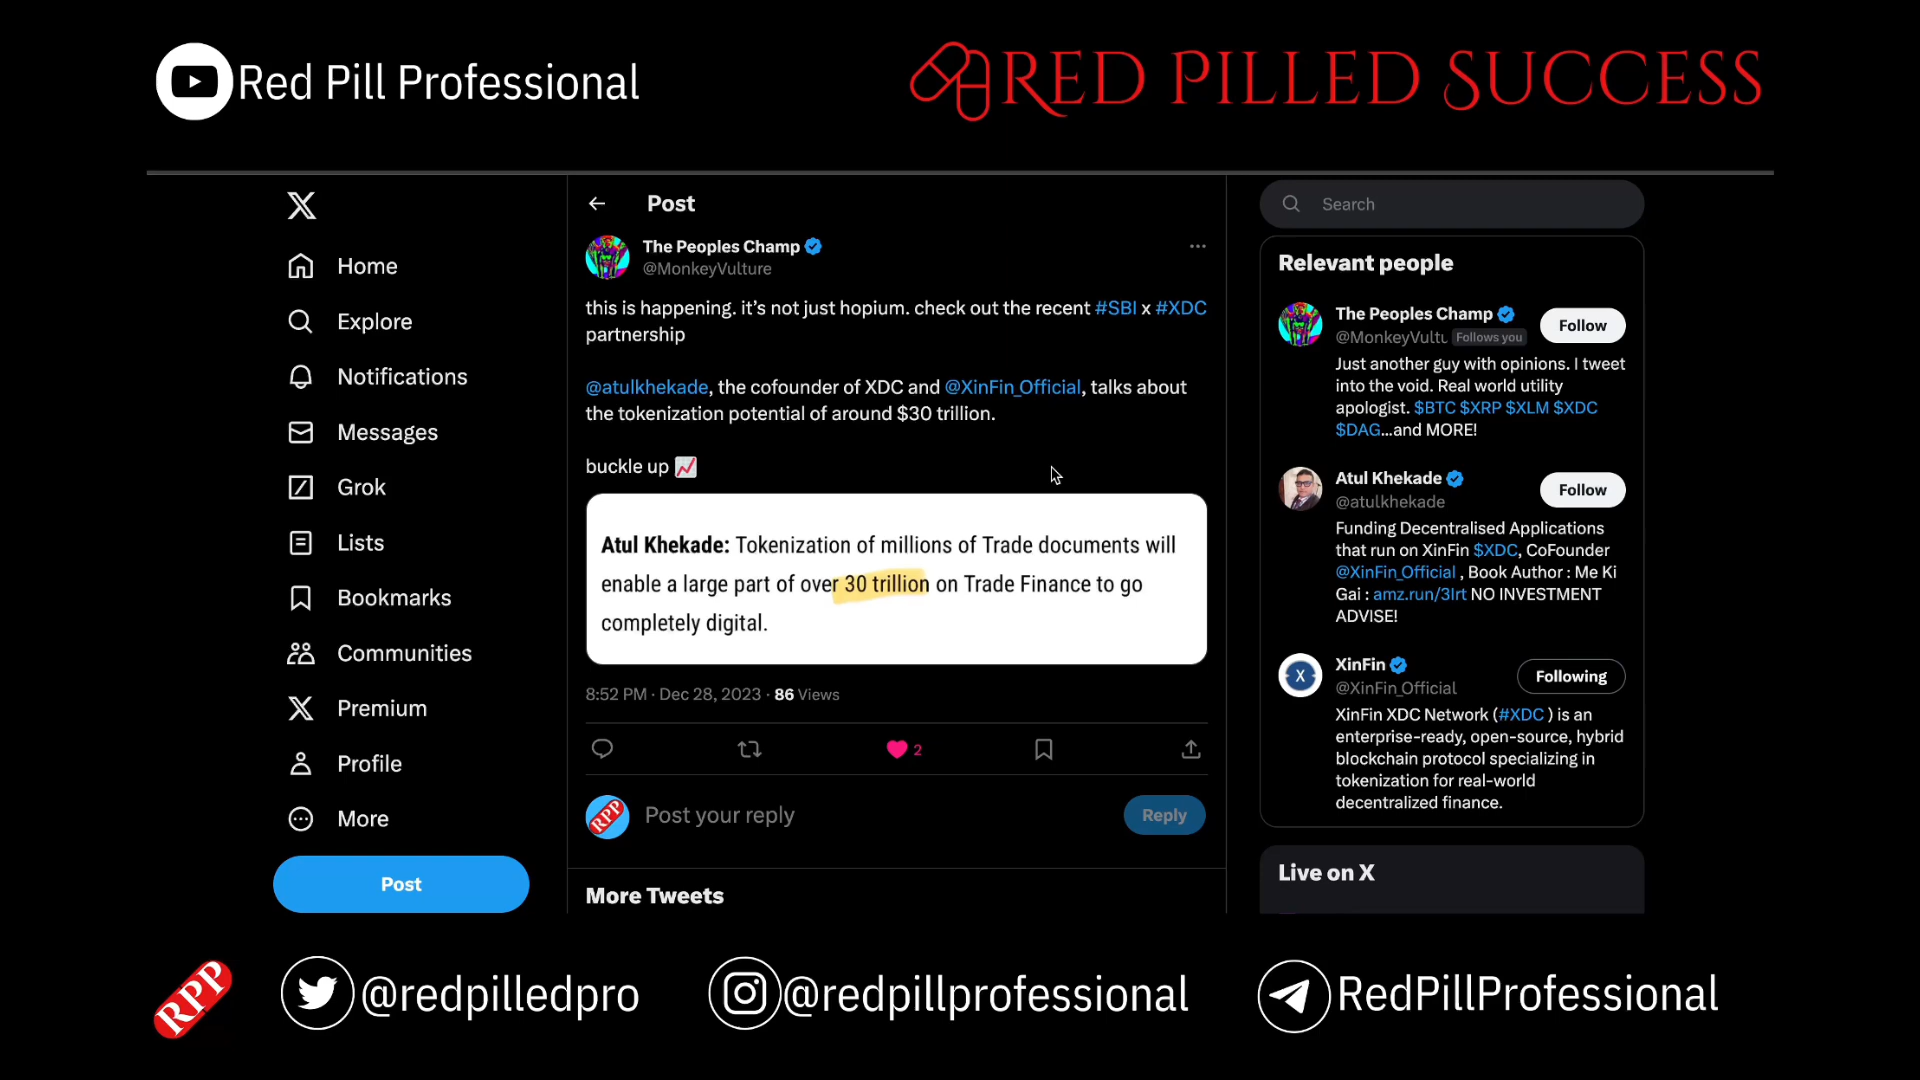 Red Pill Professional
RED PILLED SUCCESS
Home
Explore
Notifications
Messages
Grok
Lists
Bookmarks
Communities
Premium
Profile
More
Post
Post
The Peoples Champ
@MonkeyVulture
this is happening. it’s not just hopium. check out the recent #SBI x #XDC
partnership
@atulkhekade, the cofounder of XDC and @XinFin_Official, talks about
the tokenization potential of around $30 trillion.
buckle up
Atul Khekade: Tokenization of millions of Trade documents will
enable a large part of over 30 trillion on Trade Finance to go
completely digital.
8:52 PM · Dec 28, 2023 · 86 Views
2
RPP
Post your reply
Reply
More Tweets
Search
Relevant people
The Peoples Champ
Follow
@MonkeyVultu Follows you
Just another guy with opinions. I tweet
into the void. Real world utility
apologist. $BTC $XRP $XLM $XDC
$DAG...and MORE!
Atul Khekade
Follow
@atulkhekade
Funding Decentralised Applications
that run on XinFin $XDC, CoFounder
@XinFin_Official , Book Author : Me Ki
Gai : amz.run/3Irt NO INVESTMENT
ADVISE!
X
XinFin
Following
@XinFin_Official
XinFin XDC Network (#XDC ) is an
enterprise-ready, open-source, hybrid
blockchain protocol specializing in
tokenization for real-world
decentralized finance.
Live on X
RPP
@redpilledpro
@redpillprofessional
RedPillProfessional